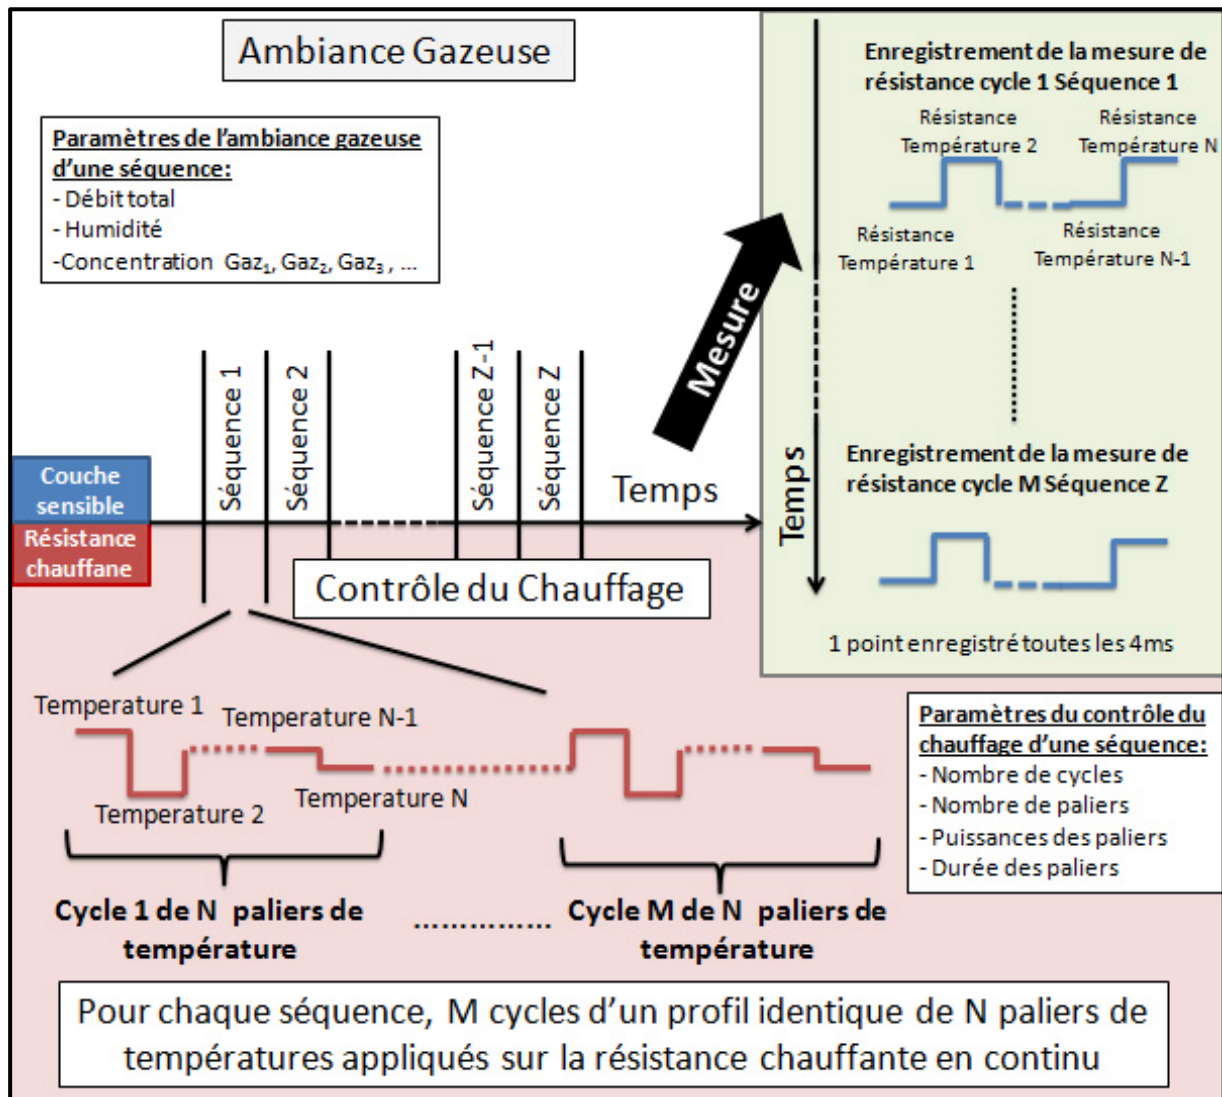 Ambiance Gazeuse
Paramètres de l'ambiance gazeuse
d'une séquence:
- Débit total
- Humidité
-Concentration Gaz₁, Gaz₂, Gaz₃ , ...
Enregistrement de la mesure de
résistance cycle 1 Séquence 1
Résistance
Température 2
Résistance
Température N
Résistance
Température 1
Résistance
Température N-1
Mesure
Séquence 1
Séquence 2
Séquence Z-1
Séquence Z
Temps
Temps
Enregistrement de la mesure de
résistance cycle M Séquence Z
1 point enregistré toutes les 4ms
Couche
sensible
Résistance
chauffane
Contrôle du Chauffage
Temperature 1
Temperature N-1
Temperature 2
Temperature N
Paramètres du contrôle du
chauffage d'une séquence:
- Nombre de cycles
- Nombre de paliers
- Puissances des paliers
- Durée des paliers
Cycle 1 de N paliers de
température
...............
Cycle M de N paliers de
température
Pour chaque séquence, M cycles d'un profil identique de N paliers de
températures appliqués sur la résistance chauffante en continu